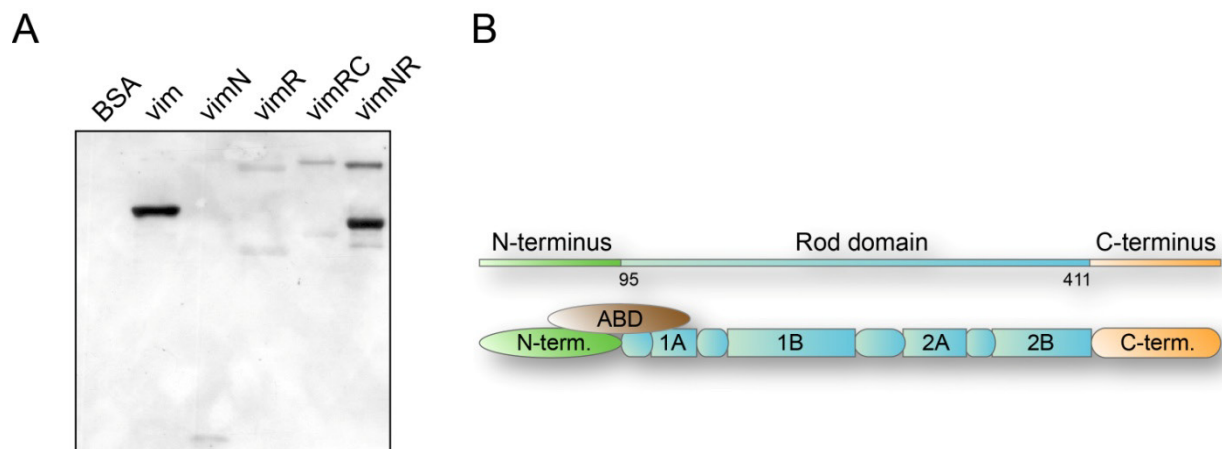 A
B
BSA vim vimN vimR vimRC vimNR
N-terminus Rod domain C-terminus
95 411
ABD
N-term. 1A 1B 2A 2B C-term.